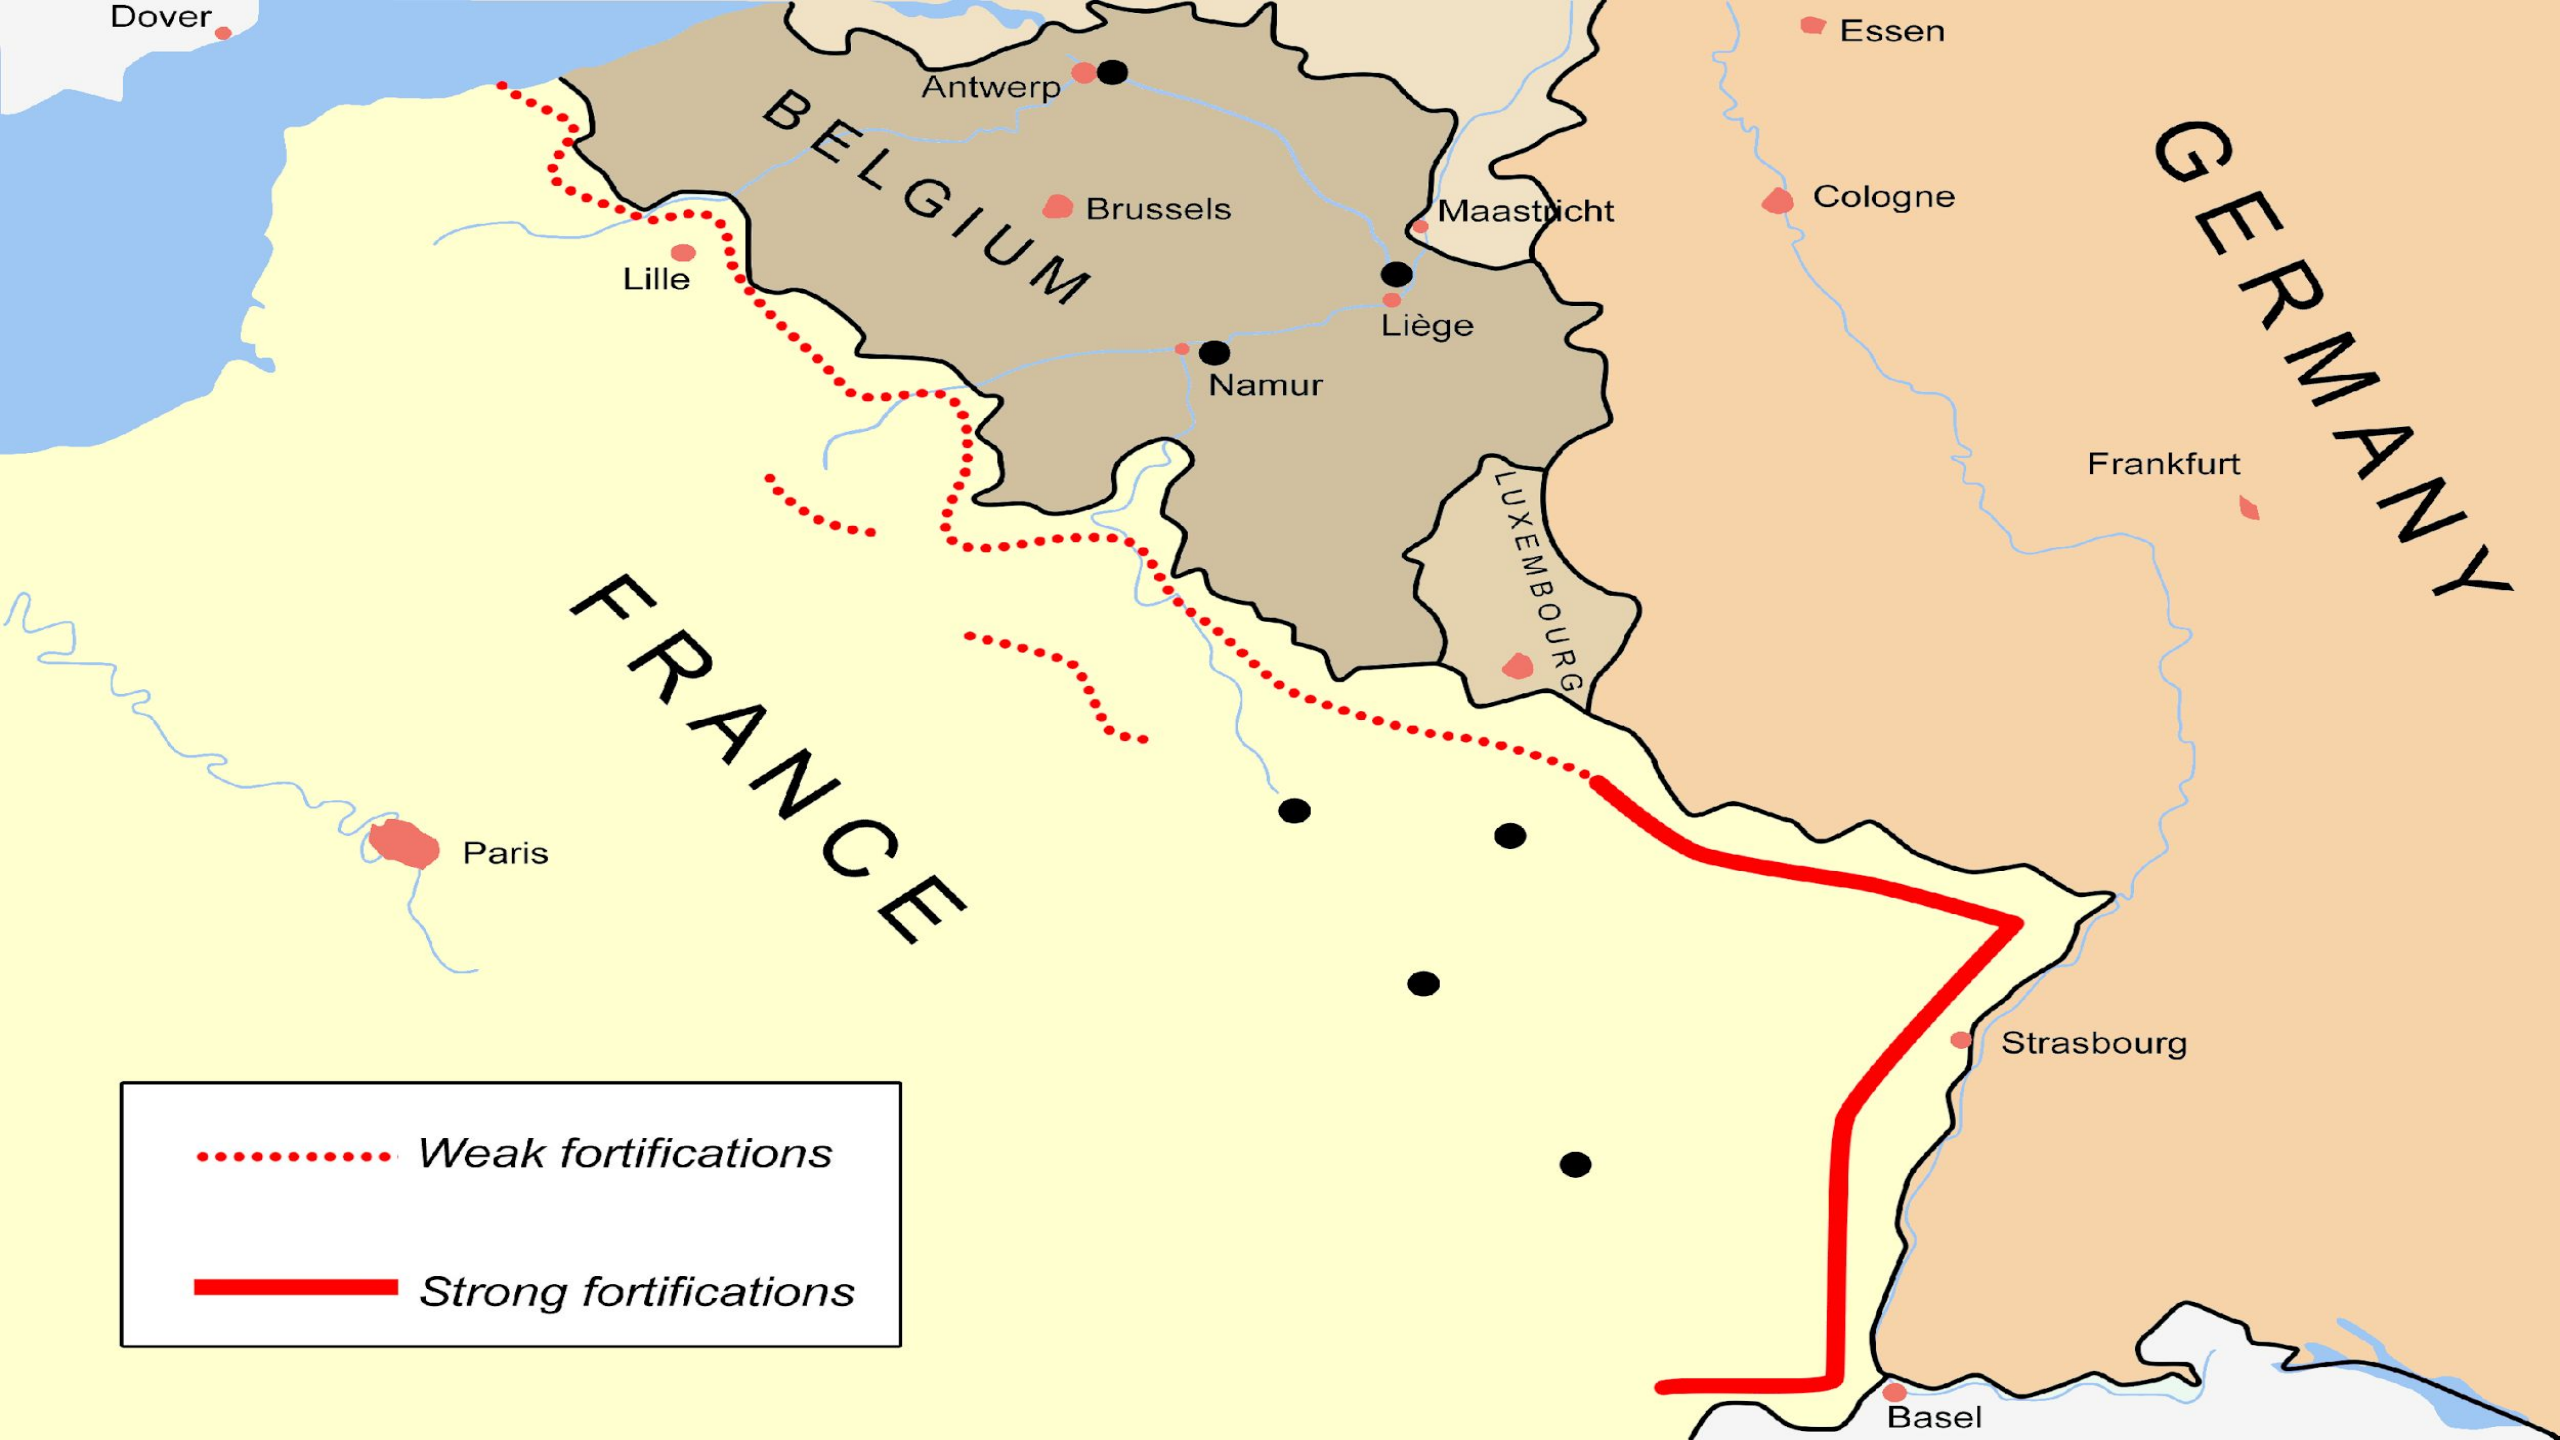 Dover
Essen
Antwerp
BELGIUM
GERMANY
Brussels
Maastricht
Cologne
Lille
Liège
Namur
Frankfurt
LUXEMBOURG
FRANCE
Paris
Strasbourg
Weak fortifications
Strong fortifications
Basel